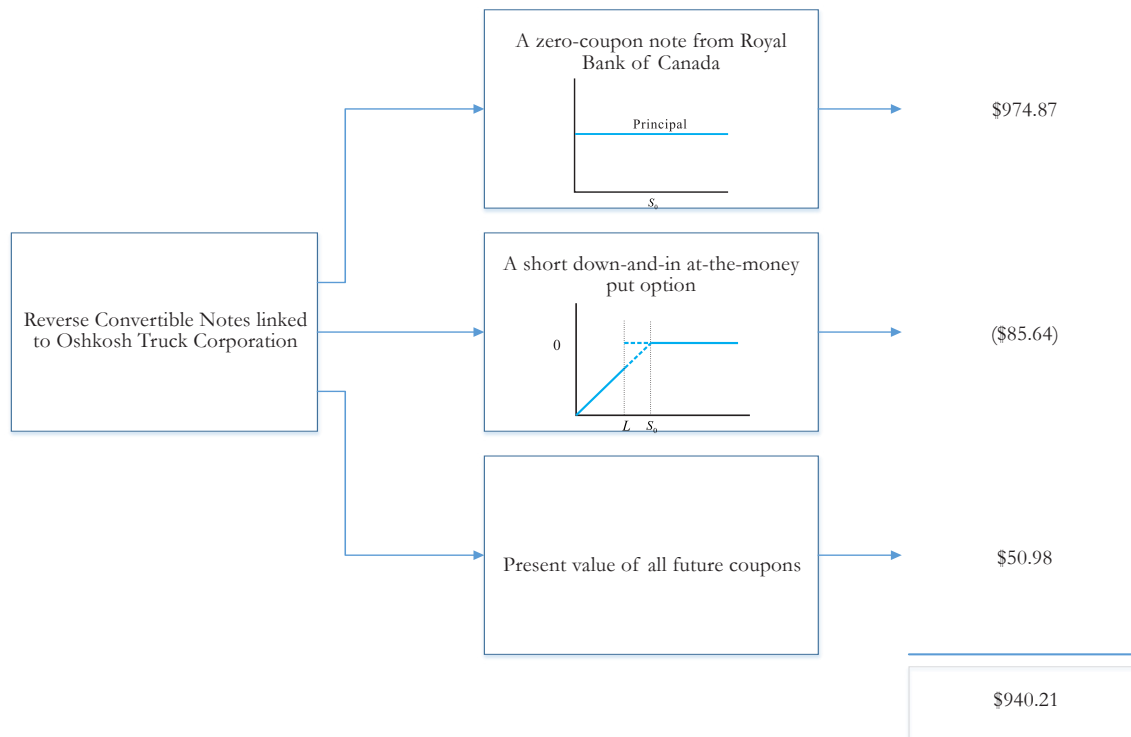 A zero-coupon note from Royal
Bank of Canada
Principal
S₀
$974.87
Reverse Convertible Notes linked
to Oshkosh Truck Corporation
A short down-and-in at-the-money
put option
0
L S₀
($85.64)
Present value of all future coupons
$50.98
$940.21